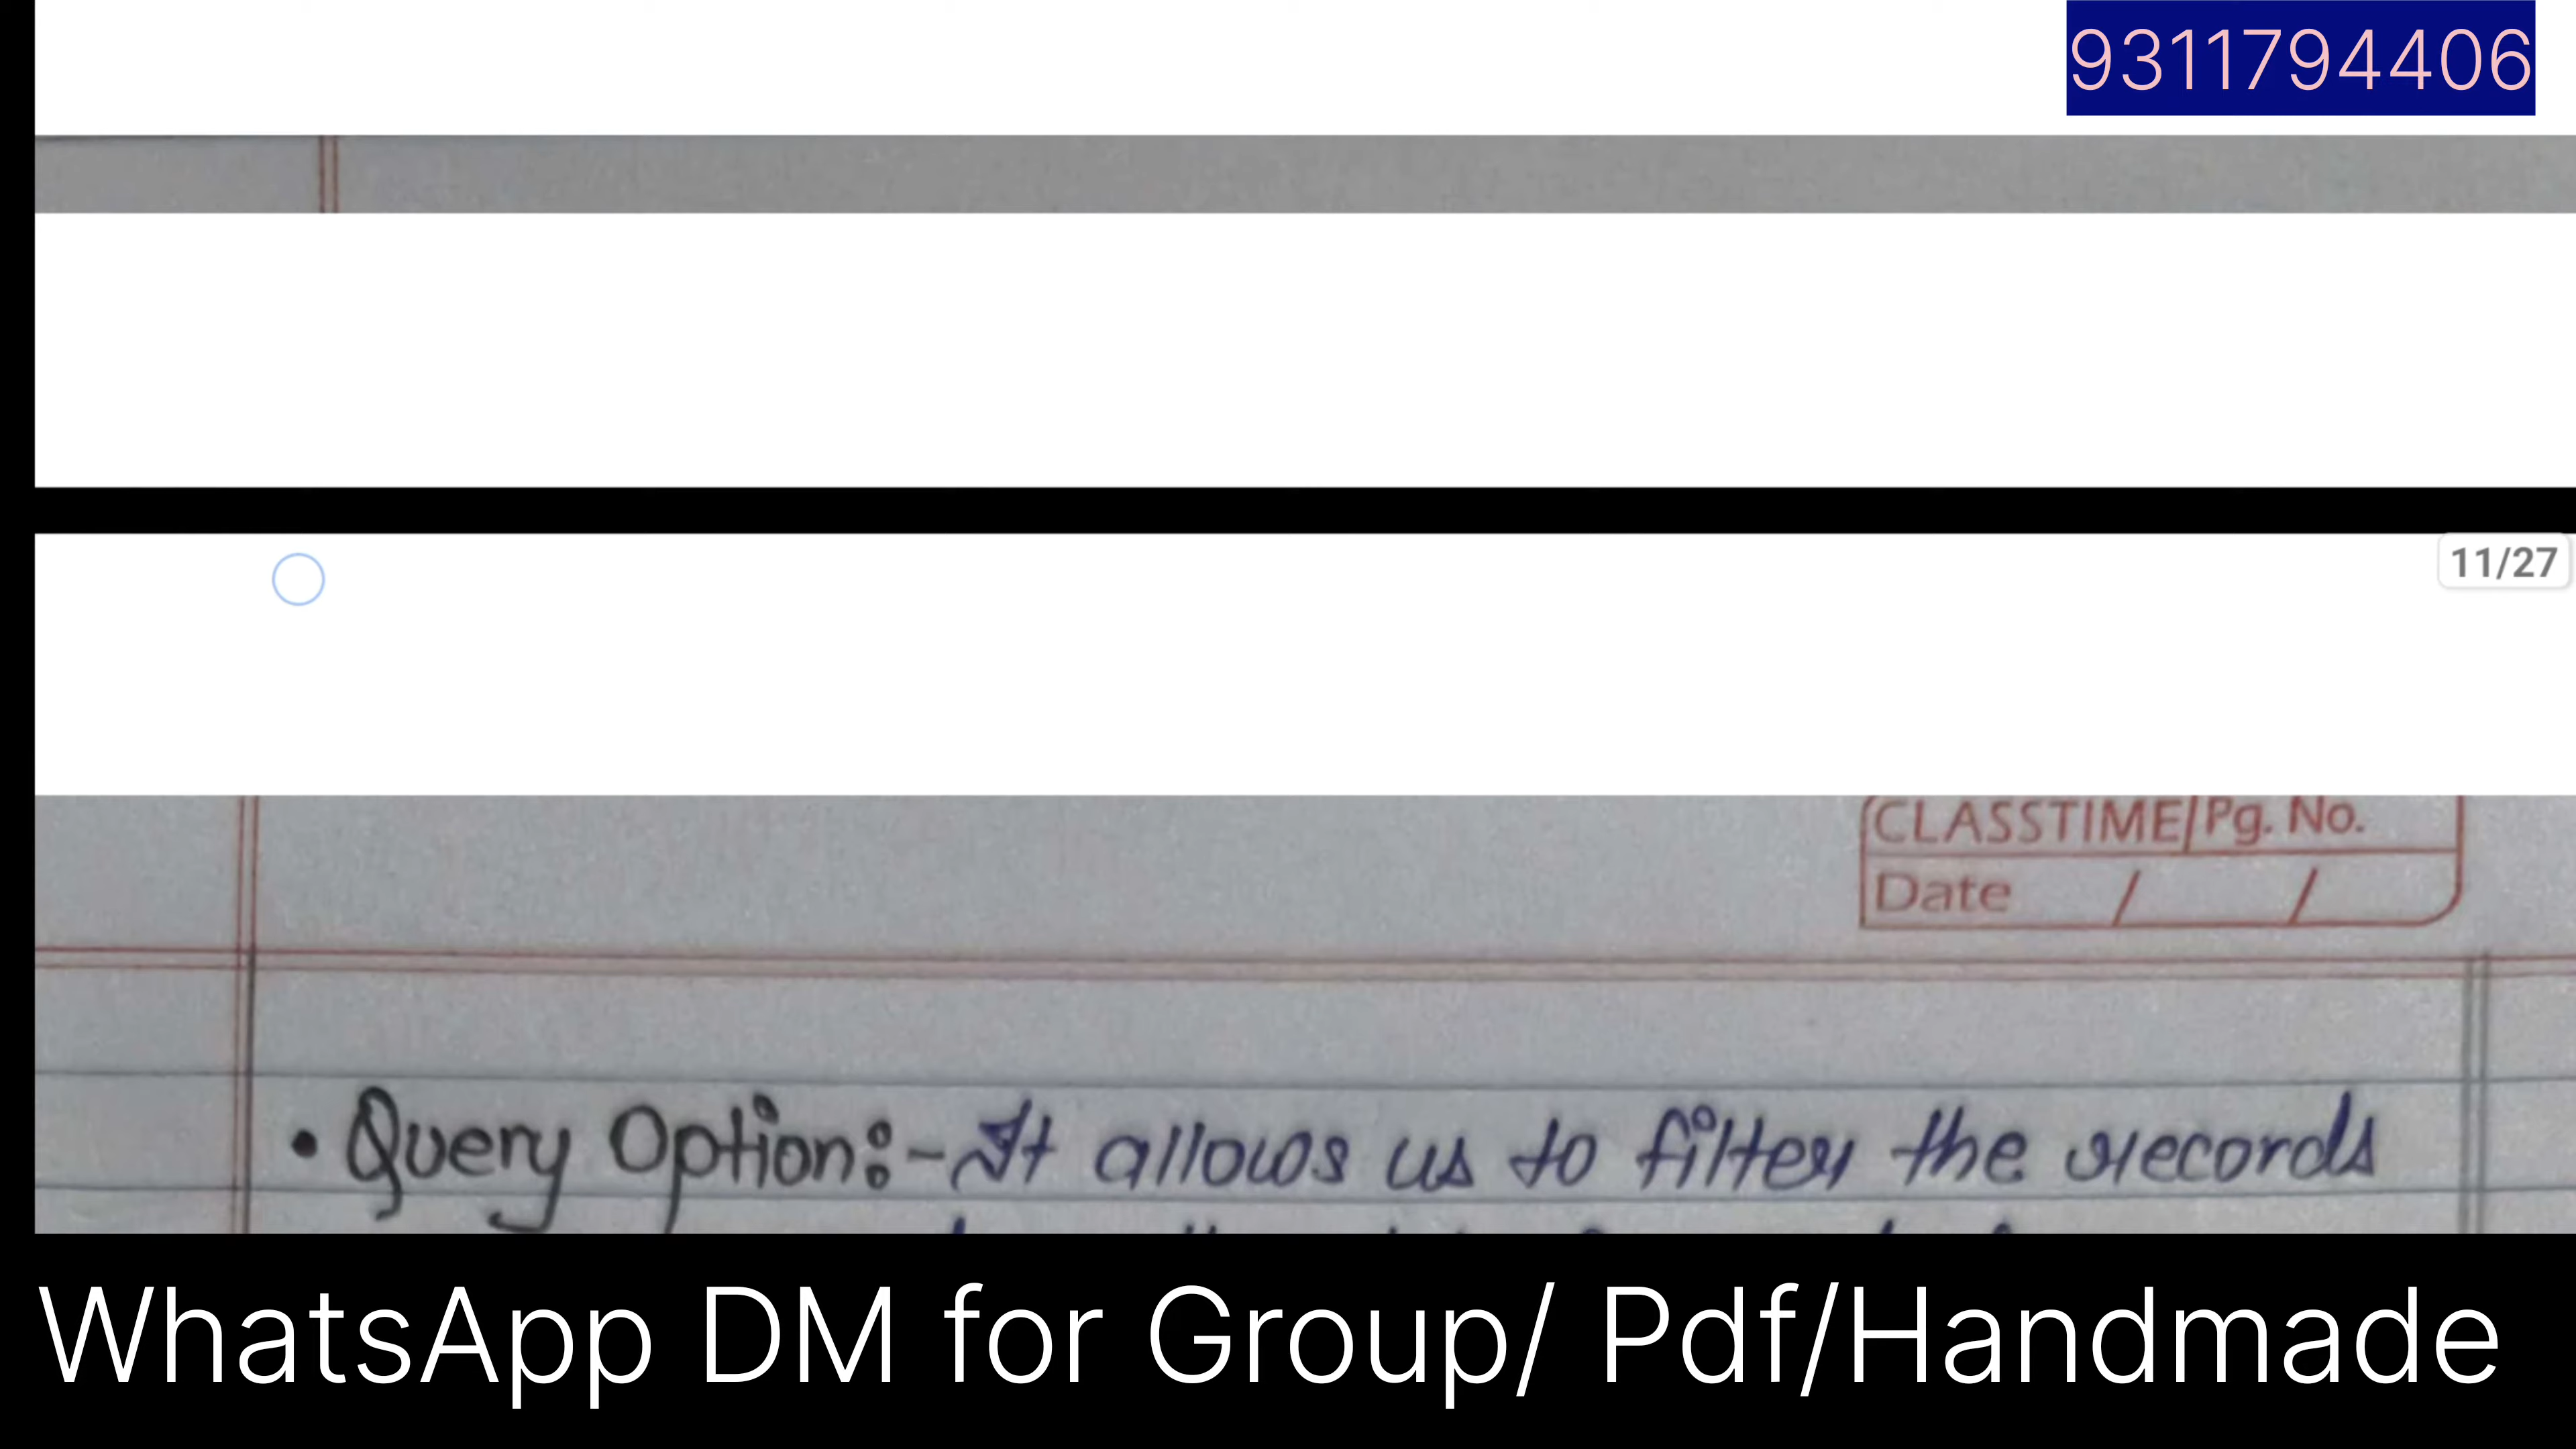 9311794406
11/27
CLASSTIME Pg. No.
Date / /
• Query Option:- It allows us to filter the records
WhatsApp DM for Group/ Pdf/Handmade